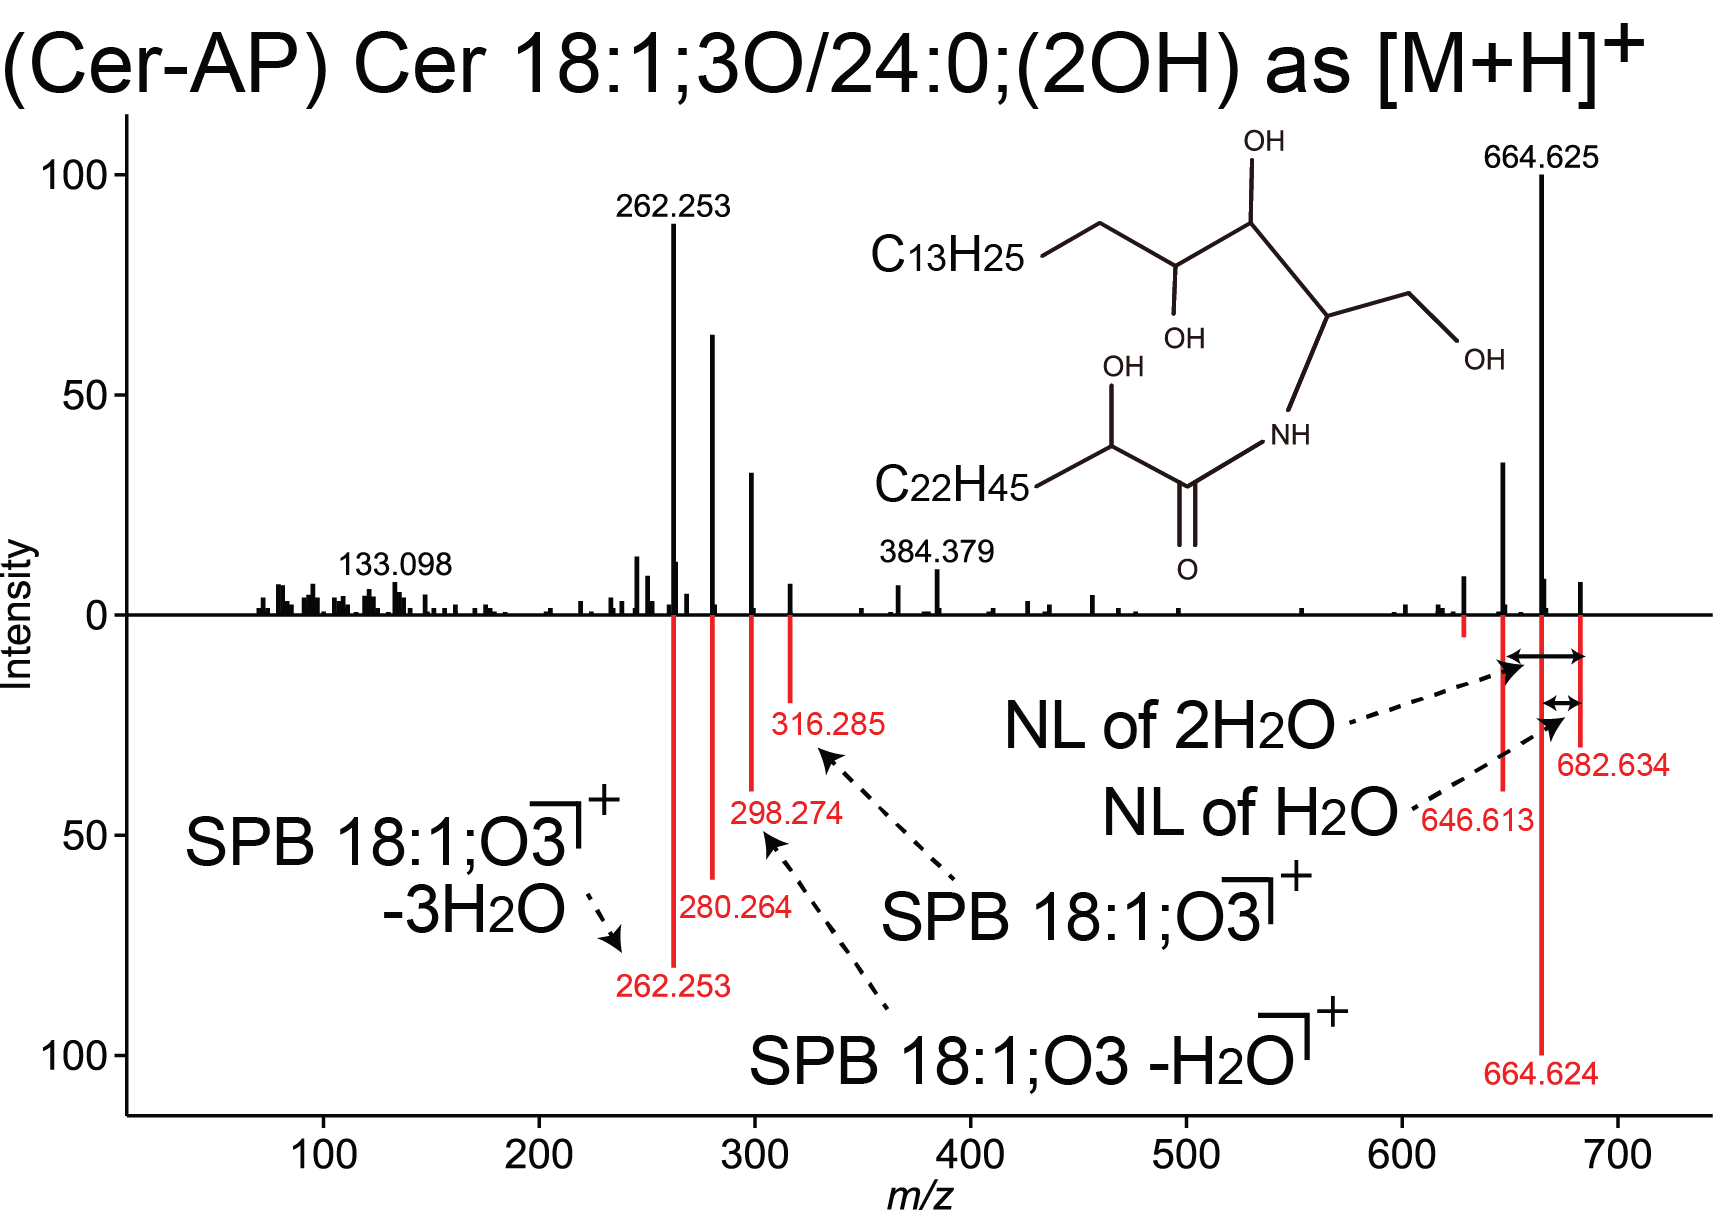 (Cer-AP) Cer 18:1;3O/24:0;(2OH) as [M+H]+
100
664.625
262.253
OH
C13H25
OH
OH
50
OH
NH
C22H45
O
133.098
384.379
0
Intensity
316.285
NL of 2H2O
682.634
298.274
NL of H2O
646.613
50
SPB 18:1;O3+
-3H2O
280.264
SPB 18:1;O3+
262.253
SPB 18:1;O3 -H2O+
100
664.624
100
200
300
400
500
600
700
m/z